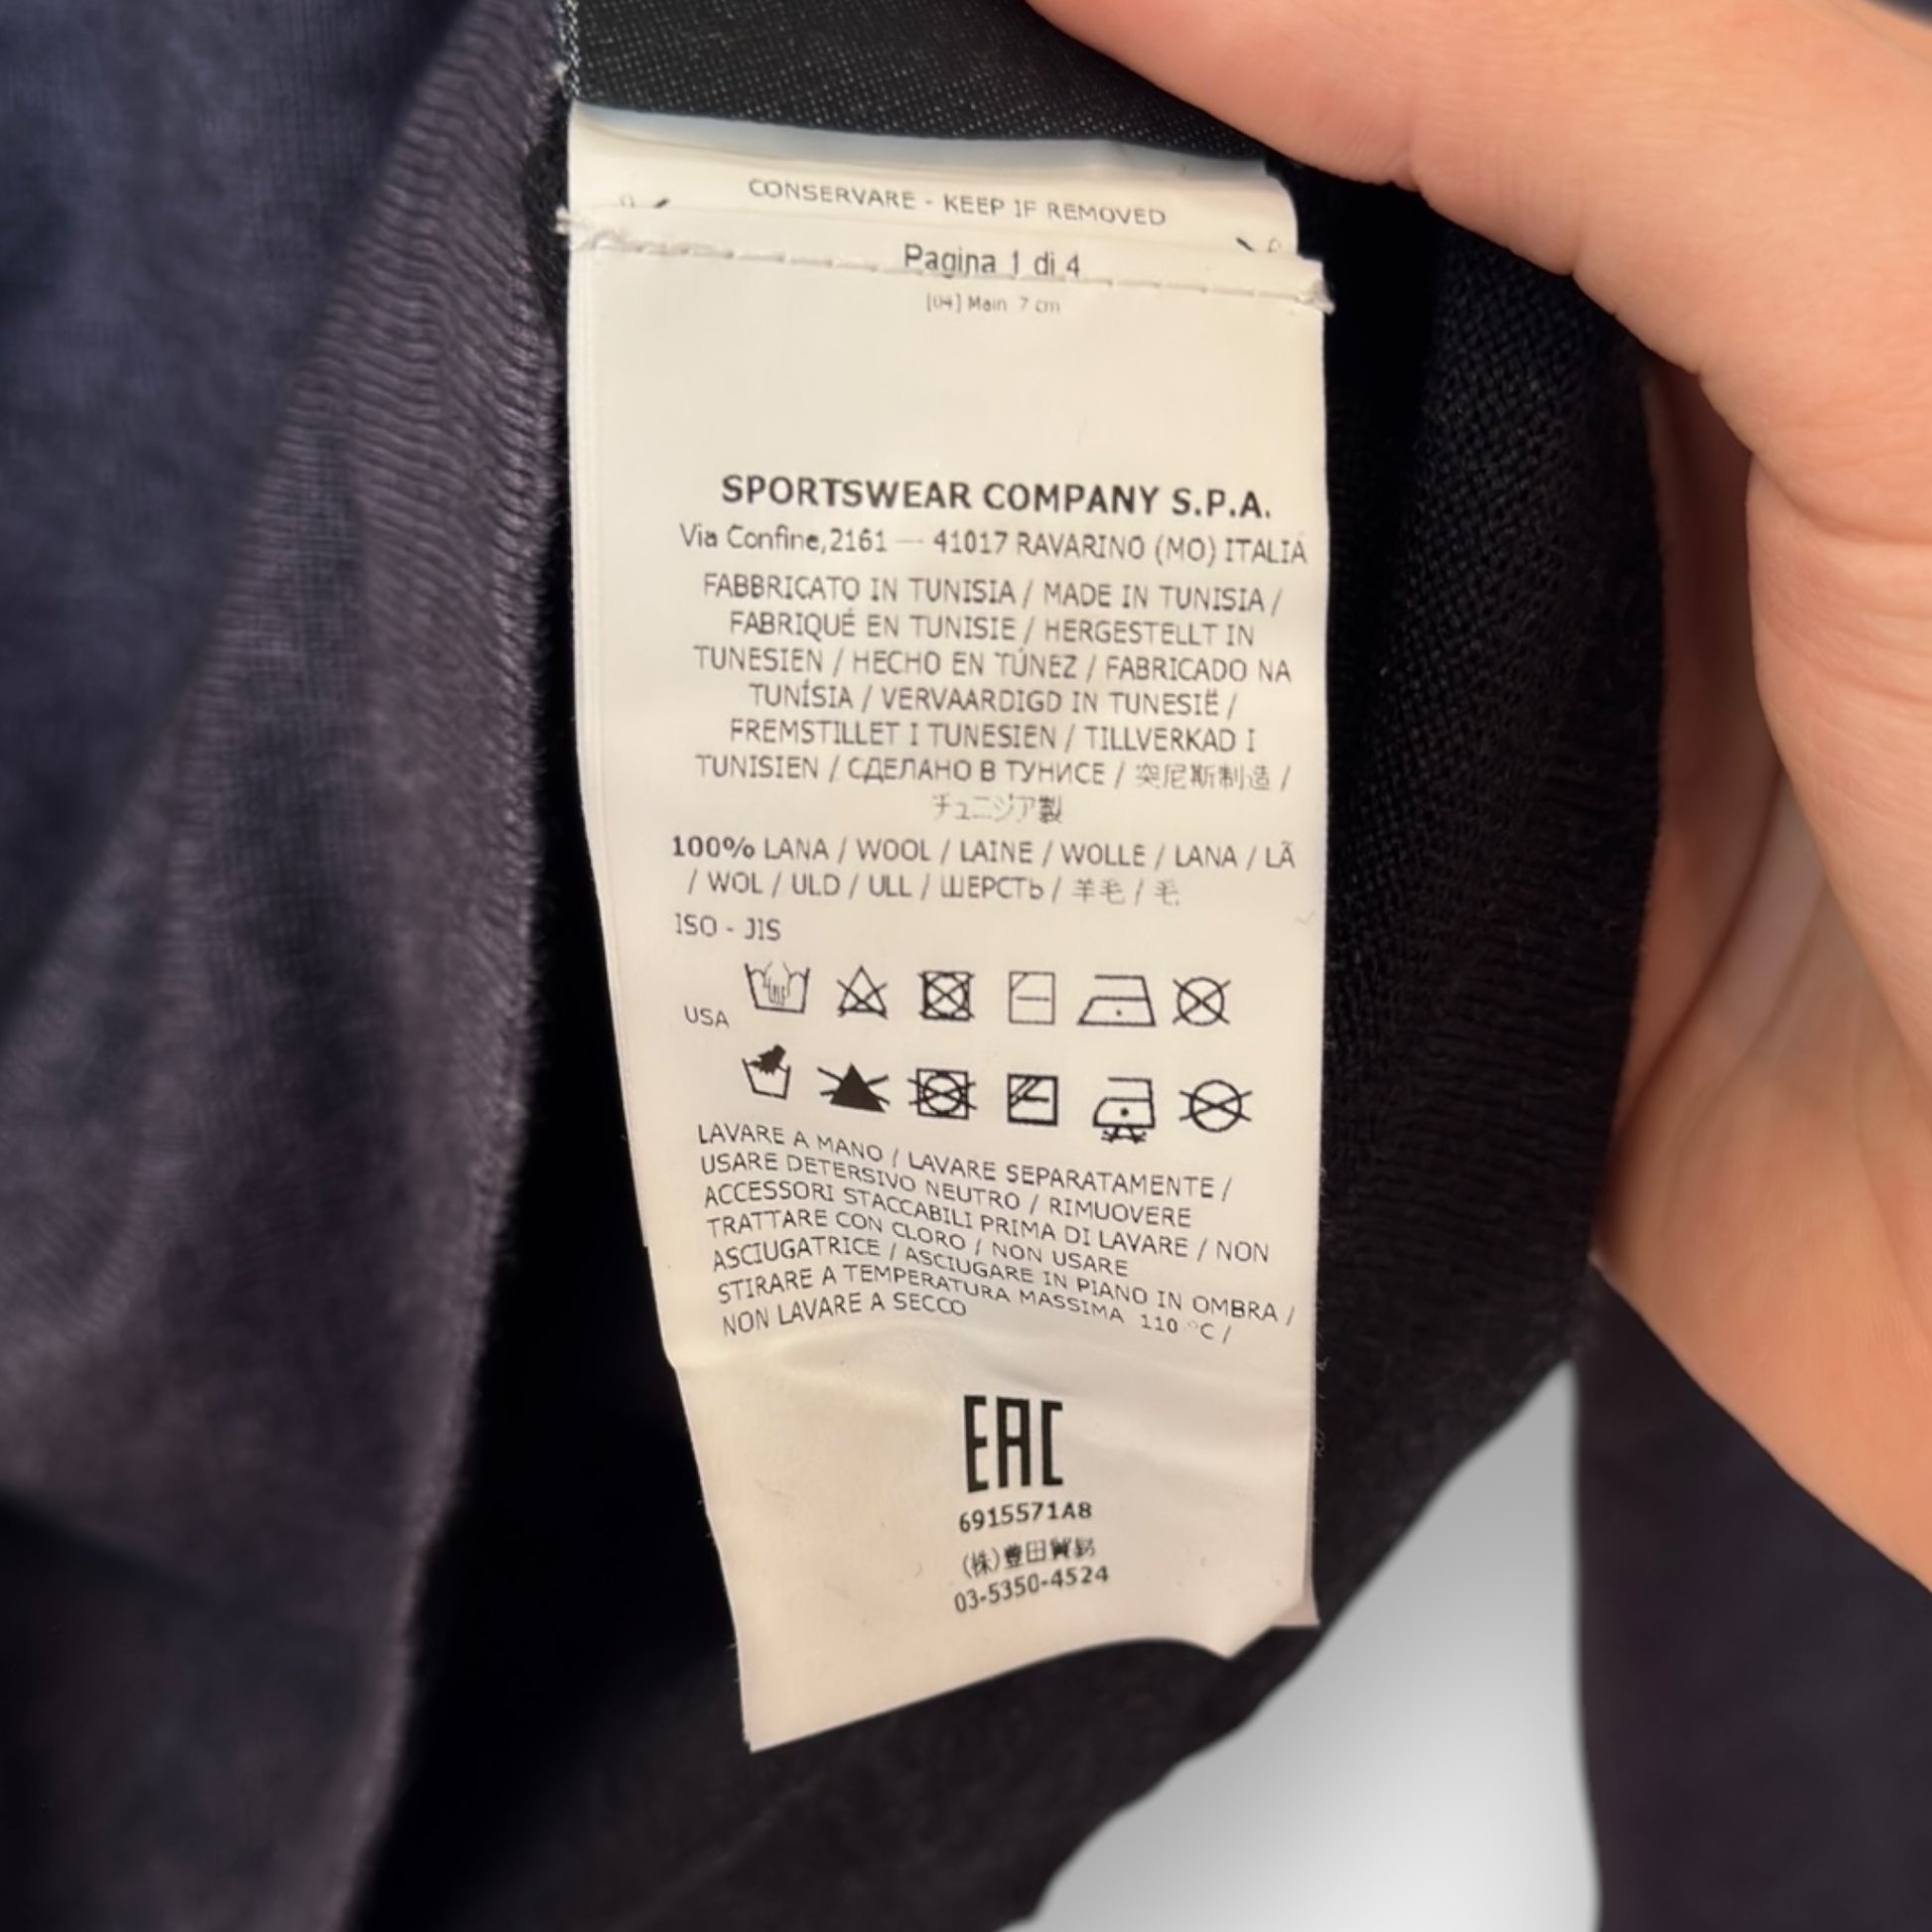 CONSERVARE - KEEP IF REMOVED
Pagina 1 di 4
[04] Main 7 cm
SPORTSWEAR COMPANY S.P.A.
Via Confine,2161 — 41017 RAVARINO (MO) ITALIA
FABBRICATO IN TUNISIA / MADE IN TUNISIA /
FABRIQUÉ EN TUNISIE / HERGESTELLT IN
TUNESIEN / HECHO EN TÚNEZ / FABRICADO NA
TUNÍSIA / VERVAARDIGD IN TUNESIË /
FREMSTILLET I TUNESIEN / TILLVERKAD I
TUNISIEN / СДЕЛАНО В ТУНИСЕ / 突尼斯制造 /
チュニジア製
100% LANA / WOOL / LAINE / WOLLE / LANA / LÃ
/ WOL / ULD / ULL / ШЕРСТЬ / 羊毛 / 毛
ISO - JIS
USA
LAVARE A MANO / LAVARE SEPARATAMENTE /
USARE DETERSIVO NEUTRO / RIMUOVERE
ACCESSORI STACCABILI PRIMA DI LAVARE / NON
TRATTARE CON CLORO / NON USARE
ASCIUGATRICE / ASCIUGARE IN PIANO IN OMBRA /
STIRARE A TEMPERATURA MASSIMA 110 °C /
NON LAVARE A SECCO
EAC
6915571A8
(株)豊田貿易
03-5350-4524